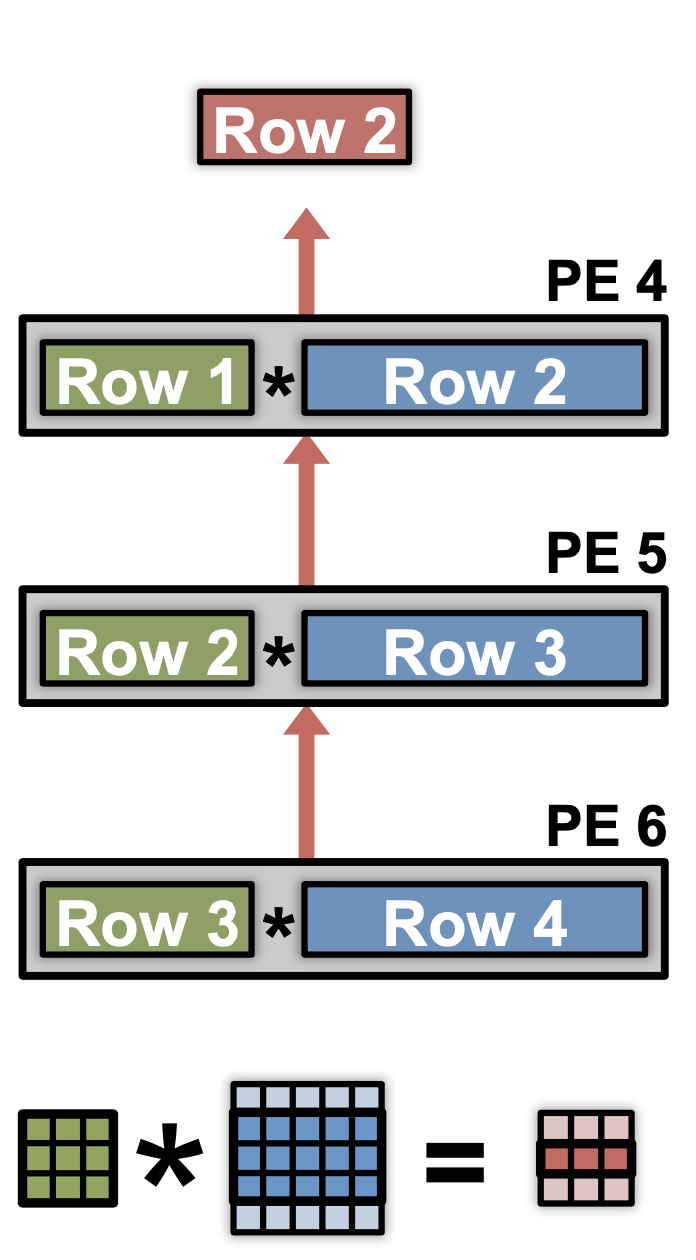 Row 2
PE 4
Row 1 * Row 2
PE 5
Row 2 * Row 3
PE 6
Row 3 * Row 4
* =